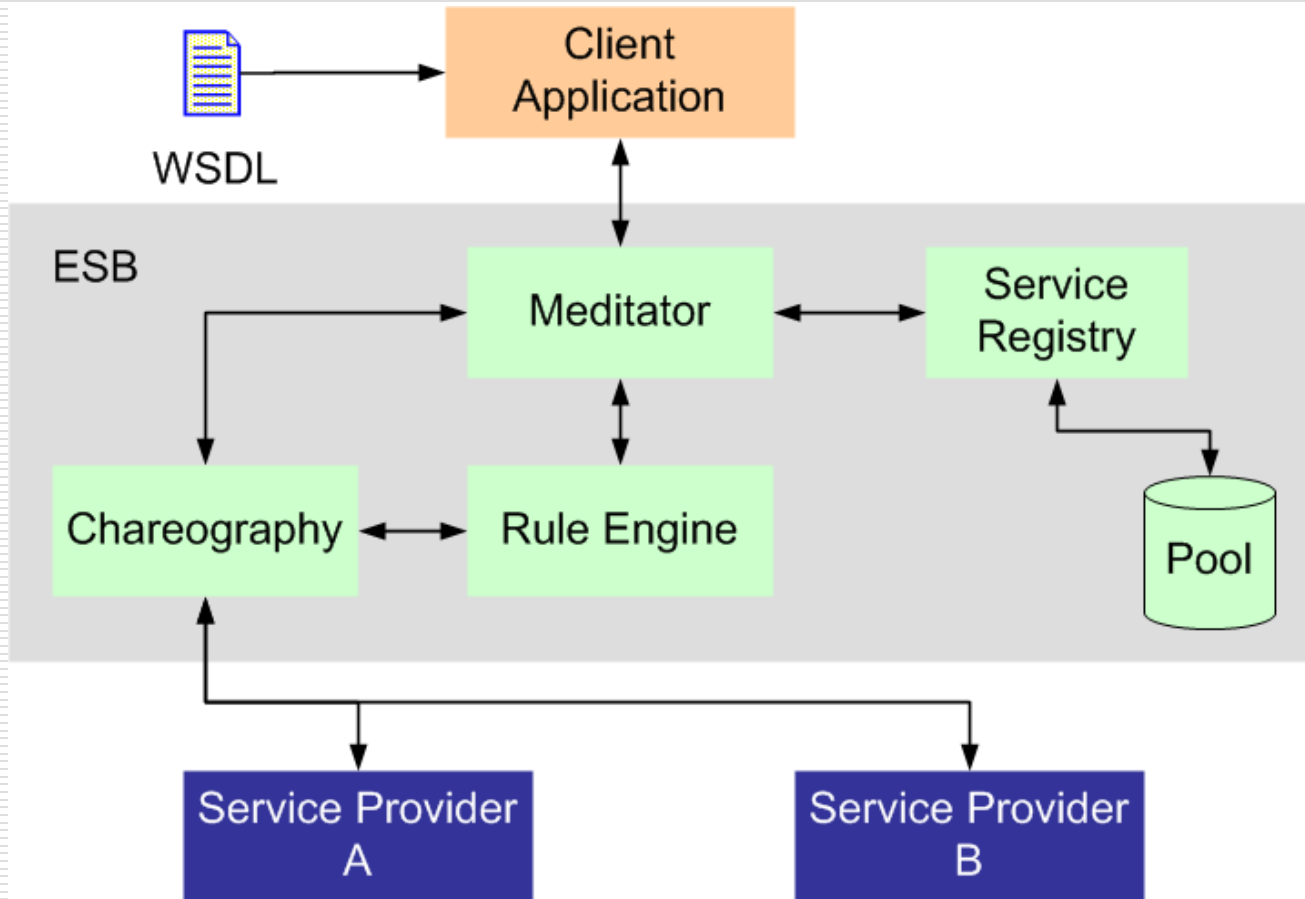 Client
Application
WSDL
ESB
Meditator
Service
Registry
Chareography
Rule Engine
Pool
Service Provider
A
Service Provider
B